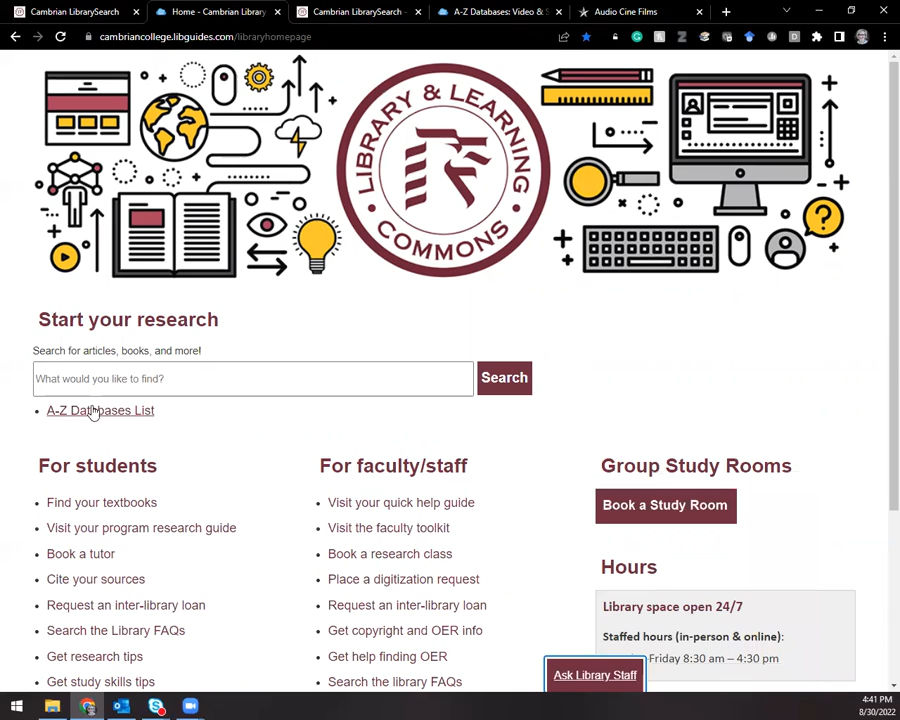 Cambrian LibrarySearch
Home - Cambrian Library
Cambrian LibrarySearch -
A-Z Databases: Video & S
Audio Cine Films
cambriancollege.libguides.com/libraryhomepage
LIBRARY & LEARNING
COMMONS
Start your research
Search for articles, books, and more!
What would you like to find?
Search
A-Z Databases List
For students
Find your textbooks
Visit your program research guide
Book a tutor
Cite your sources
Request an inter-library loan
Search the Library FAQs
Get research tips
Get study skills tips
For faculty/staff
Visit your quick help guide
Visit the faculty toolkit
Book a research class
Place a digitization request
Request an inter-library loan
Get copyright and OER info
Get help finding OER
Search the library FAQs
Group Study Rooms
Book a Study Room
Hours
Library space open 24/7
Staffed hours (in-person & online):
Friday 8:30 am – 4:30 pm
Ask Library Staff
4:41 PM
8/30/2022